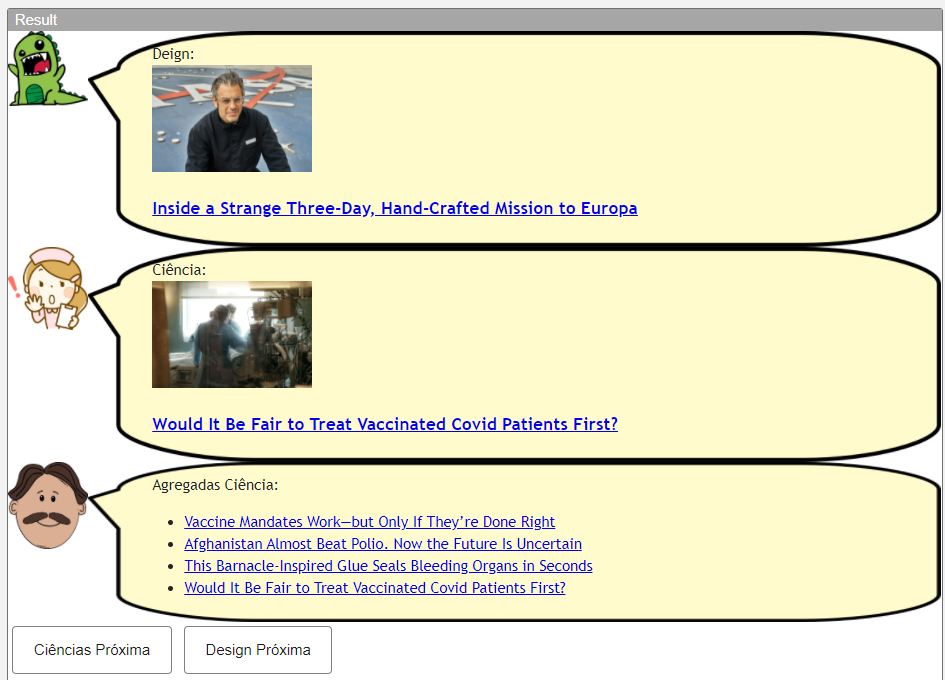 Result
Deign:
Inside a Strange Three-Day, Hand-Crafted Mission to Europa
Ciência:
Would It Be Fair to Treat Vaccinated Covid Patients First?
Agregadas Ciência:
Vaccine Mandates Work—but Only If They’re Done Right
Afghanistan Almost Beat Polio. Now the Future Is Uncertain
This Barnacle-Inspired Glue Seals Bleeding Organs in Seconds
Would It Be Fair to Treat Vaccinated Covid Patients First?
Ciências Próxima
Design Próxima